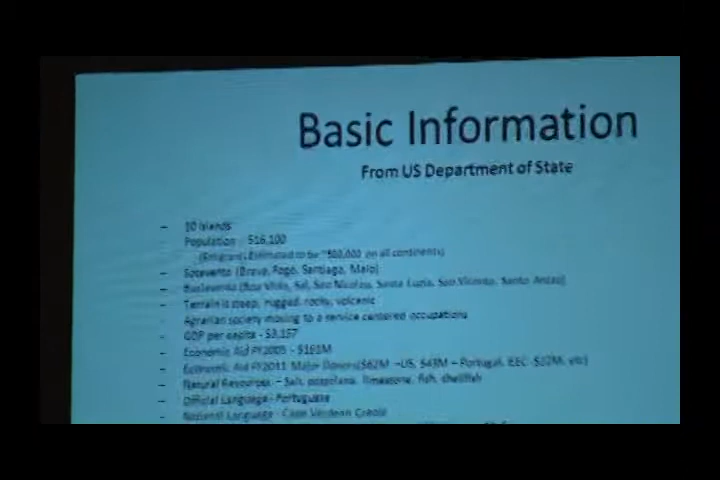 Basic Information
From US Department of State
– 10 Islands
Population - 516,100
(Emigrant Estimated to be ~500,000 on all continents)
– Sotavento (Brava, Fogo, Santiago, Maio)
– Barlavento (Boa Vista, Sal, Sao Nicolau, Santa Luzia, Sao Vicente, Santo Antao)
– Terrain is steep, rugged, rocky, volcanic
Agrarian society moving to a service centered occupations
– GDP per capita - $3,157
– Economic Aid FY2005 - $161M
– Economic Aid FY2011 Major Donors($62M –US, $43M – Portugal, EEC - etc)
– Natural Resources – Salt, pozzolana, limestone, fish, shellfish
– Official Language - Portuguese
– National Language - Cape Verdean Creole